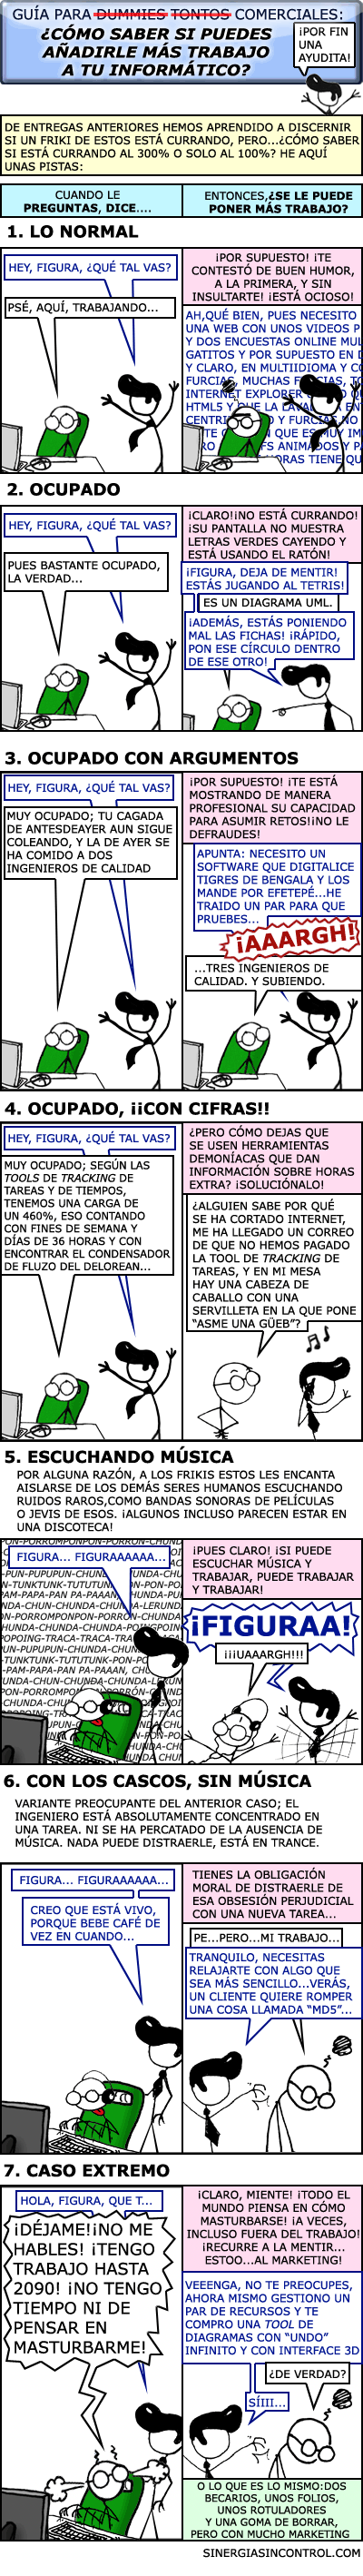 GUÍA PARA DUMMIES TONTOS COMERCIALES:
¿CÓMO SABER SI PUEDES
AÑADIRLE MÁS TRABAJO
A TU INFORMÁTICO?
¡POR FIN
UNA
AYUDITA!
DE ENTREGAS ANTERIORES HEMOS APRENDIDO A DISCERNIR
SI UN FRIKI DE ESTOS ESTÁ CURRANDO, PERO...¿CÓMO SABER
SI ESTÁ CURRANDO AL 300% O SOLO AL 100%? HE AQUÍ
UNAS PISTAS:
CUANDO LE
PREGUNTAS, DICE....
ENTONCES,¿SE LE PUEDE
PONER MÁS TRABAJO?
1. LO NORMAL
HEY, FIGURA, ¿QUÉ TAL VAS?
PSÉ, AQUÍ, TRABAJANDO...
¡POR SUPUESTO! ¡TE
CONTESTÓ DE BUEN HUMOR,
A LA PRIMERA, Y SIN
INSULTARTE! ¡ESTÁ OCIOSO!
AH,QUÉ BIEN, PUES NECESITO
UNA WEB CON UNOS VIDEOS P
Y DOS ENCUESTAS ONLINE MUL
GATITOS Y POR SUPUESTO EN
Y CLARO, EN MULTIIDIOMA Y
FURCIAS, MUCHAS
INTERNET EXPLORER
HTML5
2. OCUPADO
HEY, FIGURA, ¿QUÉ TAL VAS?
PUES BASTANTE OCUPADO,
LA VERDAD...
¡CLARO!¡NO ESTÁ CURRANDO!
¡SU PANTALLA NO MUESTRA
LETRAS VERDES CAYENDO Y
ESTÁ USANDO EL RATÓN!
¡FIGURA, DEJA DE MENTIR!
ESTÁS JUGANDO AL TETRIS!
ES UN DIAGRAMA UML.
¡ADEMÁS, ESTÁS PONIENDO
MAL LAS FICHAS! ¡RÁPIDO,
PON ESE CÍRCULO DENTRO
DE ESE OTRO!
3. OCUPADO CON ARGUMENTOS
HEY, FIGURA, ¿QUÉ TAL VAS?
MUY OCUPADO; TU CAGADA
DE ANTESDEAYER AUN SIGUE
COLEANDO, Y LA DE AYER SE
HA COMIDO A DOS
INGENIEROS DE CALIDAD
¡POR SUPUESTO! ¡TE ESTÁ
MOSTRANDO DE MANERA
PROFESIONAL SU CAPACIDAD
PARA ASUMIR RETOS!¡NO LE
DEFRAUDES!
APUNTA: NECESITO UN
SOFTWARE QUE DIGITALICE
TIGRES DE BENGALA Y LOS
MANDE POR EFETEPÉ...HE
TRAIDO UN PAR PARA QUE
PRUEBES...
¡AAARGH!
...TRES INGENIEROS DE
CALIDAD. Y SUBIENDO.
4. OCUPADO, ¡¡CON CIFRAS!!
HEY, FIGURA, ¿QUÉ TAL VAS?
MUY OCUPADO; SEGÚN LAS
TOOLS DE TRACKING DE
TAREAS Y DE TIEMPOS,
TENEMOS UNA CARGA DE
UN 460%, ESO CONTANDO
CON FINES DE SEMANA Y
DÍAS DE 36 HORAS Y CON
ENCONTRAR EL CONDENSADOR
DE FLUZO DEL DELOREAN...
¿PERO CÓMO DEJAS QUE
SE USEN HERRAMIENTAS
DEMONÍACAS QUE DAN
INFORMACIÓN SOBRE HORAS
EXTRA? ¡SOLUCIÓNALO!
¿ALGUIEN SABE POR QUÉ
SE HA CORTADO INTERNET,
ME HA LLEGADO UN CORREO
DE QUE NO HEMOS PAGADO
LA TOOL DE TRACKING DE
TAREAS, Y EN MI MESA
HAY UNA CABEZA DE
CABALLO CON UNA
SERVILLETA EN LA QUE PONE
"ASME UNA GÜEB"?
5. ESCUCHANDO MÚSICA
POR ALGUNA RAZÓN, A LOS FRIKIS ESTOS LES ENCANTA
AISLARSE DE LOS DEMÁS SERES HUMANOS ESCUCHANDO
RUIDOS RAROS,COMO BANDAS SONORAS DE PELÍCULAS
O JEVIS DE ESOS. ¡ALGUNOS INCLUSO PARECEN ESTAR EN
UNA DISCOTECA!
FIGURA... FIGURAAAAAA...
¡PUES CLARO! ¡SI PUEDE
ESCUCHAR MÚSICA Y
TRABAJAR, PUEDE TRABAJAR
Y TRABAJAR!
¡FIGURAA!
¡¡¡UAAARGH!!!
6. CON LOS CASCOS, SIN MÚSICA
VARIANTE PREOCUPANTE DEL ANTERIOR CASO; EL
INGENIERO ESTÁ ABSOLUTAMENTE CONCENTRADO EN
UNA TAREA. NI SE HA PERCATADO DE LA AUSENCIA DE
MÚSICA. NADA PUEDE DISTRAERLE, ESTÁ EN TRANCE.
FIGURA... FIGURAAAAAA...
CREO QUE ESTÁ VIVO,
PORQUE BEBE CAFÉ DE
VEZ EN CUANDO...
TIENES LA OBLIGACIÓN
MORAL DE DISTRAERLE DE
ESA OBSESIÓN PERJUDICIAL
CON UNA NUEVA TAREA...
PE...PERO...MI TRABAJO...
TRANQUILO, NECESITAS
RELAJARTE CON ALGO QUE
SEA MÁS SENCILLO...VERÁS,
UN CLIENTE QUIERE ROMPER
UNA COSA LLAMADA "MD5"...
7. CASO EXTREMO
HOLA, FIGURA, QUE T...
¡DÉJAME!¡NO ME
HABLES! ¡TENGO
TRABAJO HASTA
2090! ¡NO TENGO
TIEMPO NI DE
PENSAR EN
MASTURBARME!
¡CLARO, MIENTE! ¡TODO EL
MUNDO PIENSA EN CÓMO
MASTURBARSE! ¡A VECES,
INCLUSO FUERA DEL TRABAJO!
¡RECURRE A LA MENTIR...
ESTOO...AL MARKETING!
VEEENGA, NO TE PREOCUPES,
AHORA MISMO GESTIONO UN
PAR DE RECURSOS Y TE
COMPRO UNA TOOL DE
DIAGRAMAS CON "UNDO"
INFINITO Y CON INTERFACE 3D
¿DE VERDAD?
SÍIII...
O LO QUE ES LO MISMO:DOS
BECARIOS, UNOS FOLIOS,
UNOS ROTULADORES
Y UNA GOMA DE BORRAR,
PERO CON MUCHO MARKETING
SINERGIASINCONTROL.COM